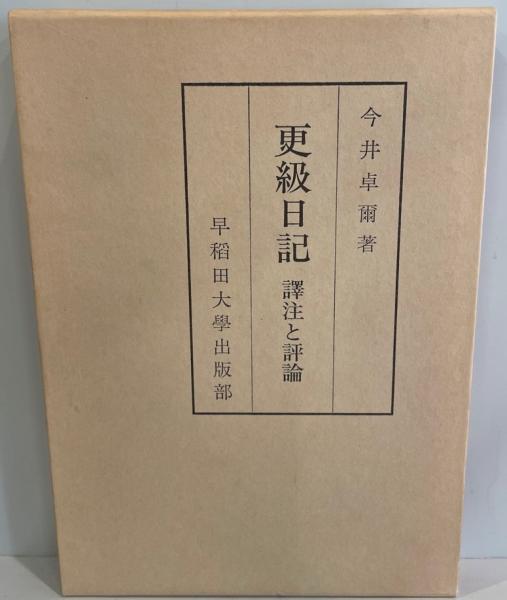 今井卓爾著
更級日記 譯注と評論
早稻田大學出版部